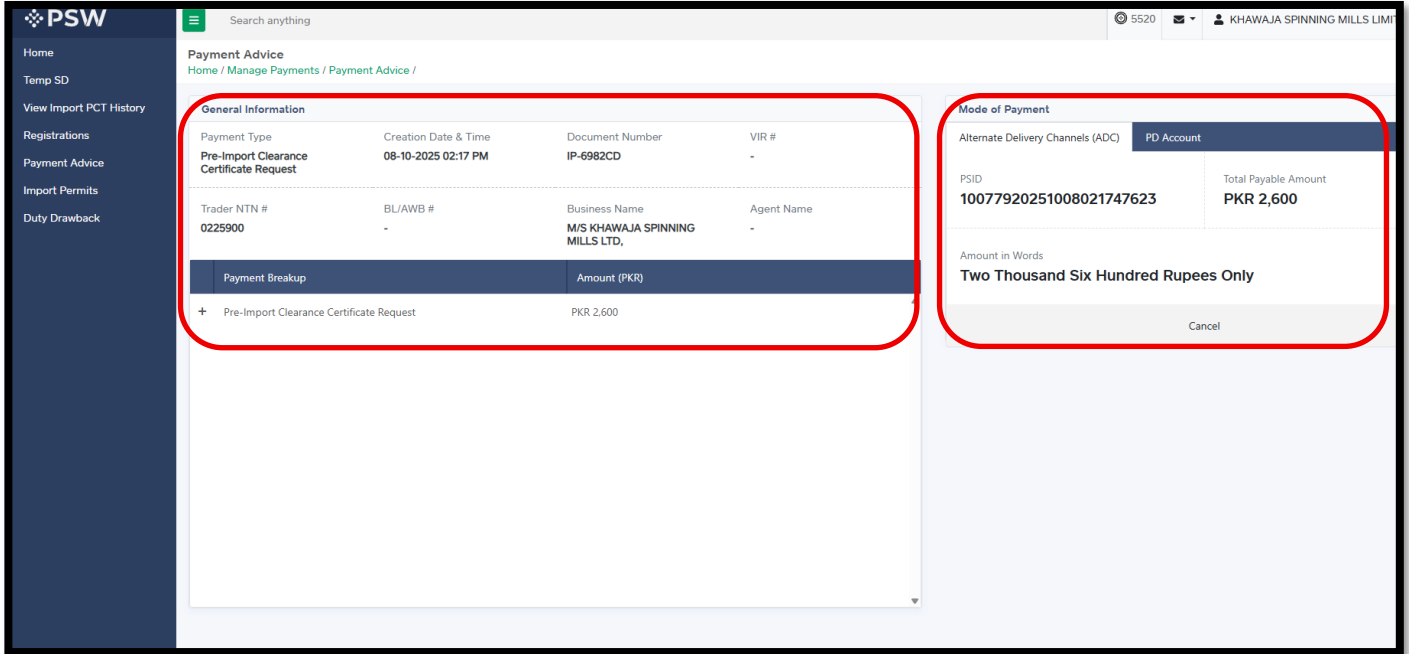 PSW
Search anything
5520
KHAWAJA SPINNING MILLS
Home
Temp SD
View Import PCT History
Registrations
Payment Advice
Import Permits
Duty Drawback
Payment Advice
Home / Manage Payments / Payment Advice /
General Information
Payment Type Creation Date & Time Document Number VIR #
Pre-Import Clearance 08-10-2025 02:17 PM IP-6982CD -
Certificate Request
Trader NTN # BL/AWB # Business Name Agent Name
0225900 - M/S KHAWAJA SPINNING -
MILLS LTD,
Payment Breakup Amount (PKR)
+ Pre-Import Clearance Certificate Request PKR 2,600
Mode of Payment
Alternate Delivery Channels (ADC) PD Account
PSID Total Payable Amount
10077920251008021747623 PKR 2,600
Amount in Words
Two Thousand Six Hundred Rupees Only
Cancel